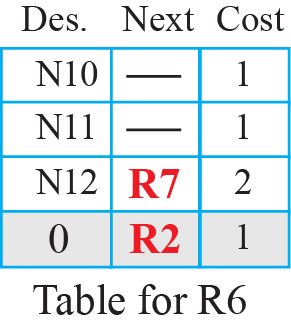 Des. Next Cost
N10 — 1
N11 — 1
N12 R7 2
0 R2 1
Table for R6